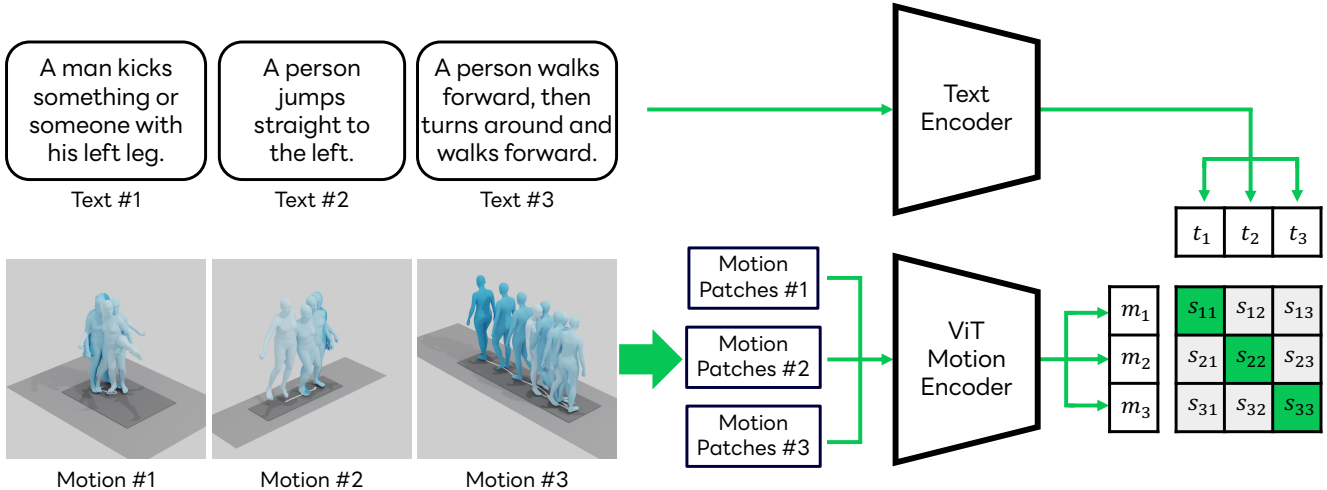 A man kicks
something or
someone with
his left leg.
Text #1
A person
jumps
straight to
the left.
Text #2
A person walks
forward, then
turns around and
walks forward.
Text #3
Text
Encoder
t₁ t₂ t₃
Motion #1
Motion #2
Motion #3
Motion
Patches #1
Motion
Patches #2
Motion
Patches #3
ViT
Motion
Encoder
m₁
m₂
m₃
s₁₁ s₁₂ s₁₃
s₂₁ s₂₂ s₂₃
s₃₁ s₃₂ s₃₃